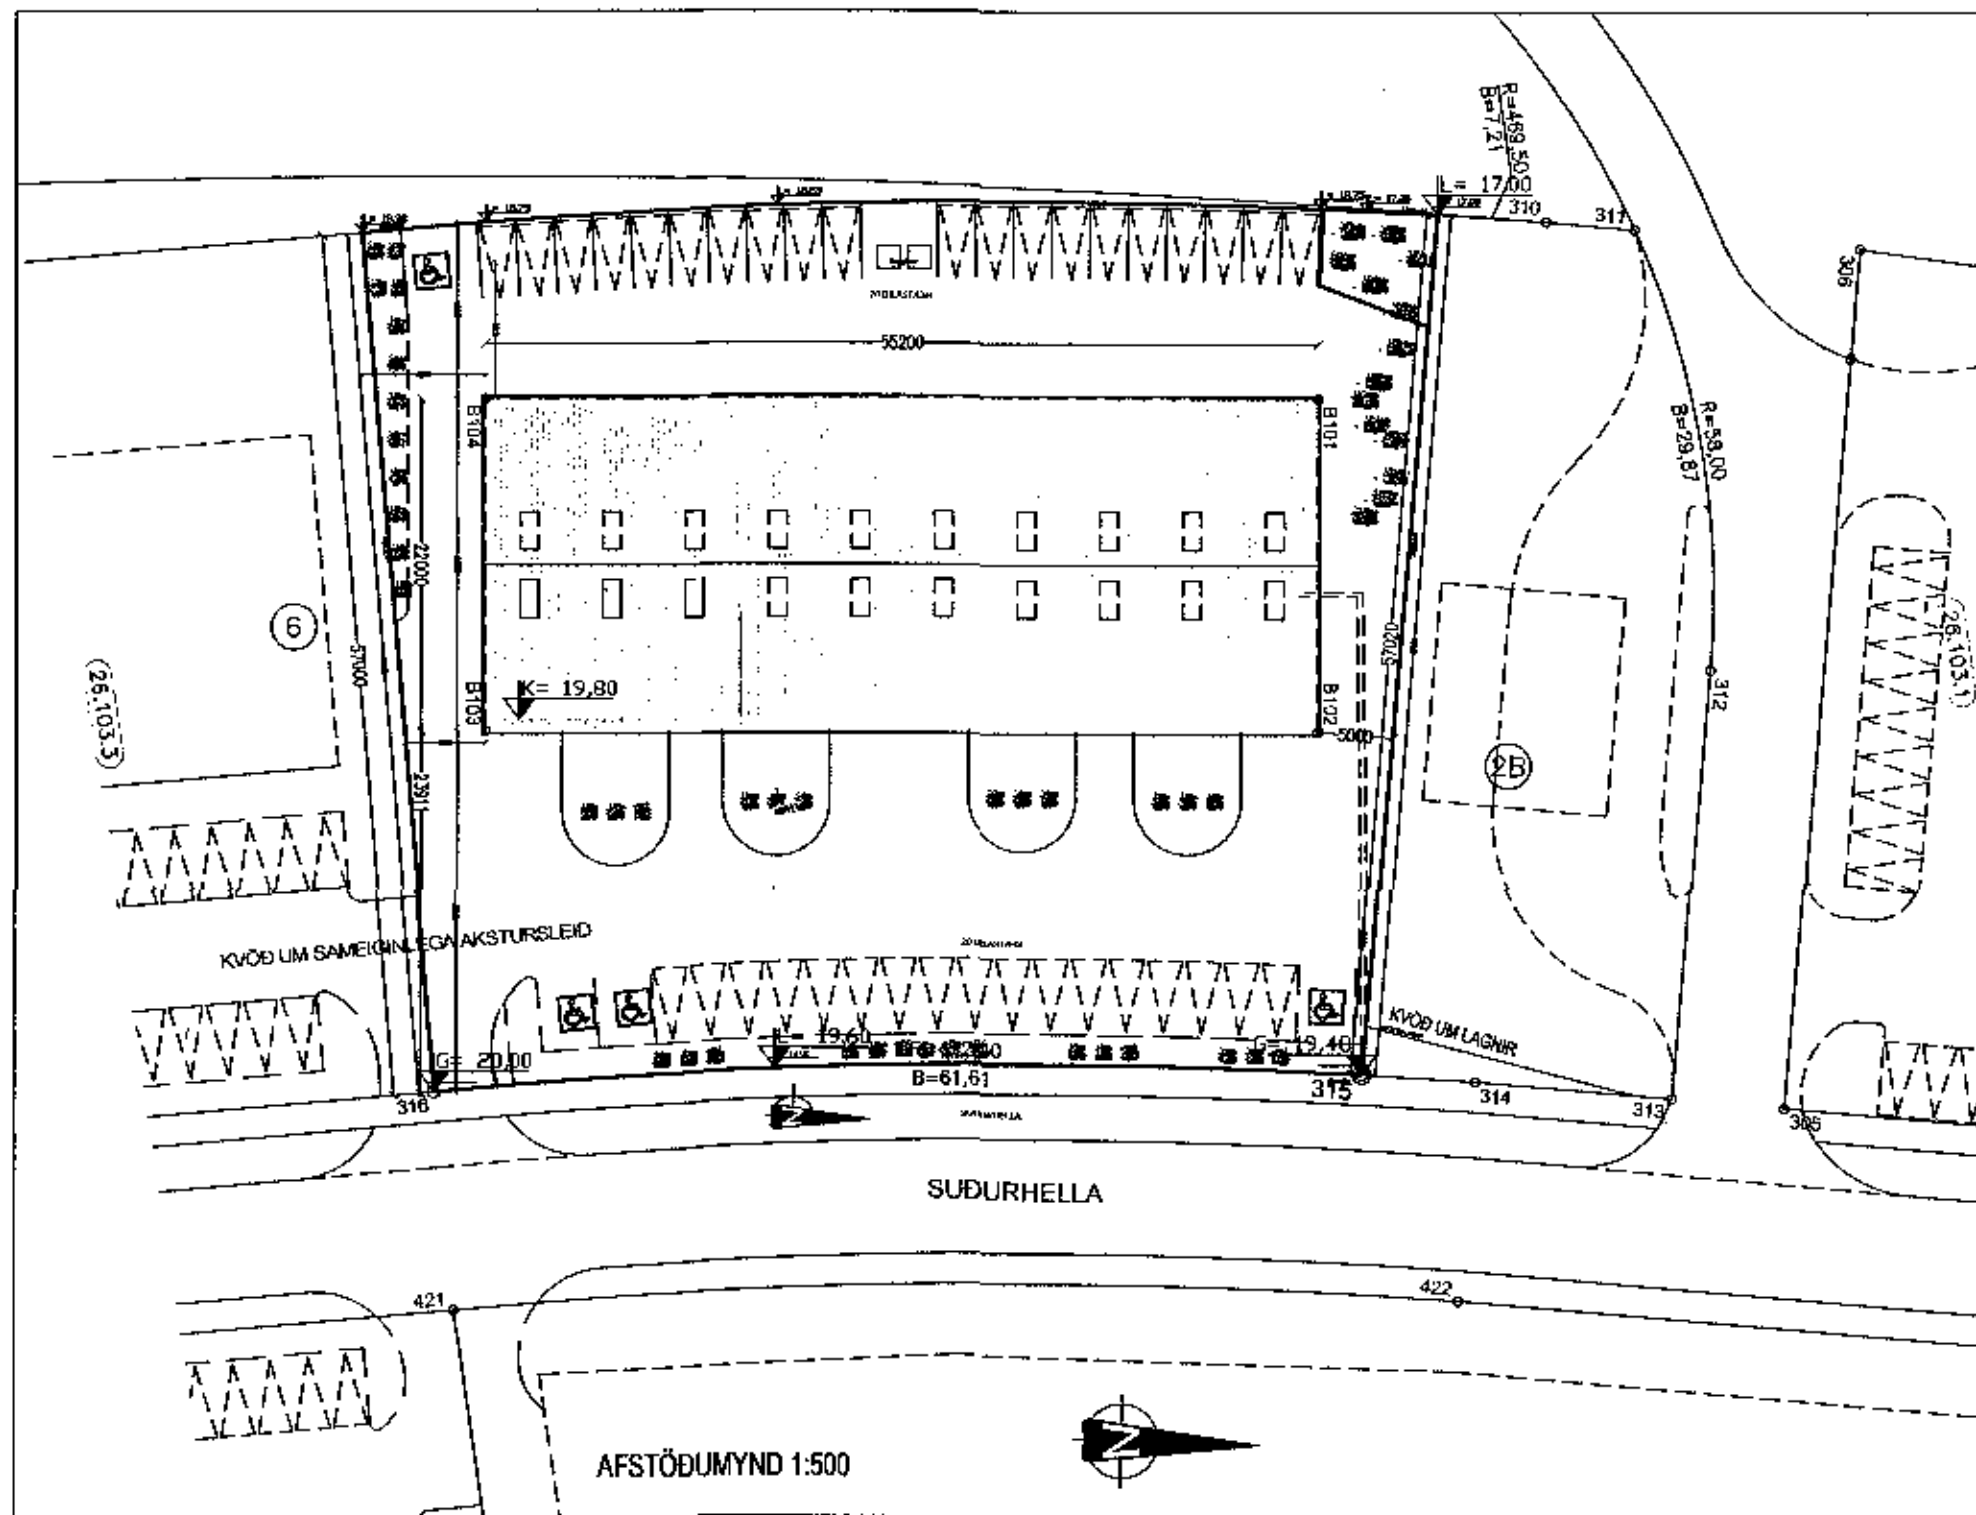 R=469,50
B=7,21
L= 17,00
310
311
306
55200
B104
B101
R=58,00
B=29,87
22000
6
57000
57020
26.103.1
26.103.3
312
K= 19,80
B103
B102
5000
2B
23911
KVÖÐ UM SAMEIGINLEGA AKSTURSLEIÐ
KVÖÐ UM LAGNIR
L= 19,60
G= 19,40
G= 20,00
B=61,61
316
315
314
313
305
N
SUÐURHELLA
421
422
N
AFSTÖÐUMYND 1:500